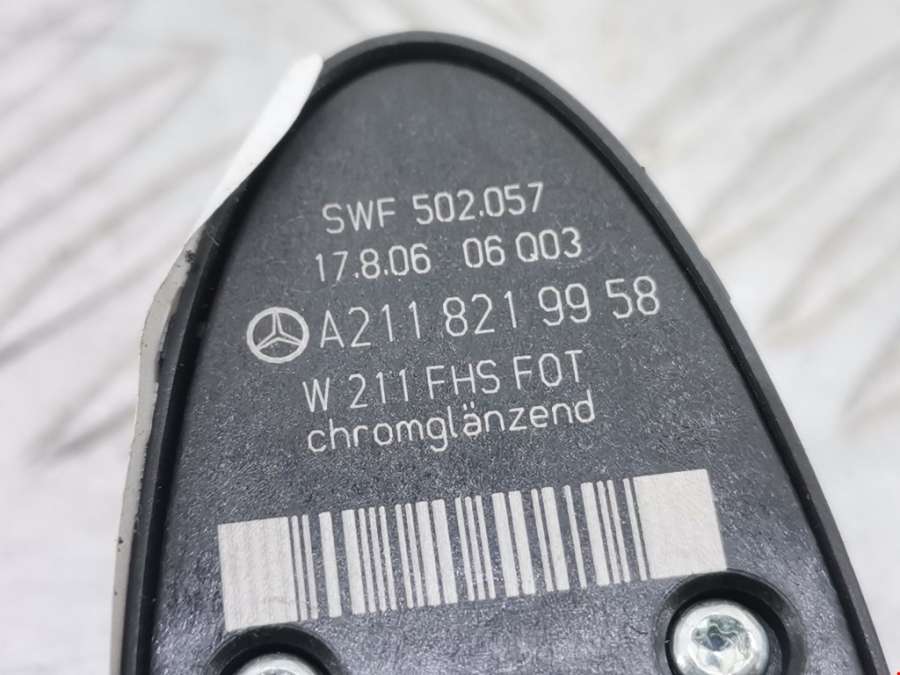 SWF 502.057
17.8.06 06 Q03
A211 821 99 58
W 211 FHS FOT
chromglänzend